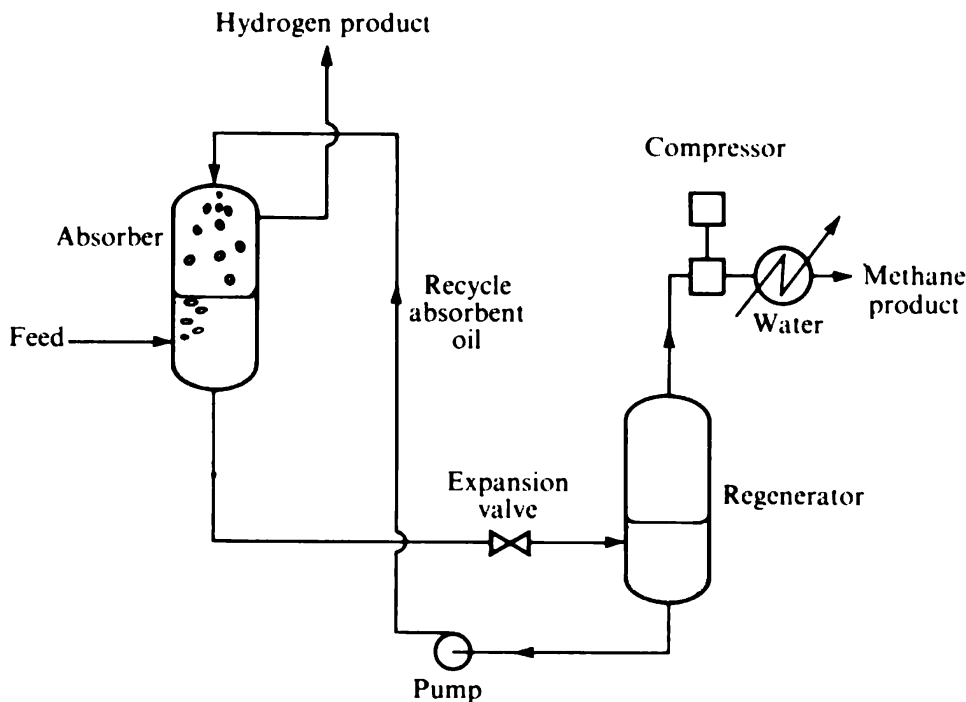 Hydrogen product
Compressor
Absorber
Recycle
absorbent
oil
Methane
product
Water
Feed
Expansion
valve
Regenerator
Pump